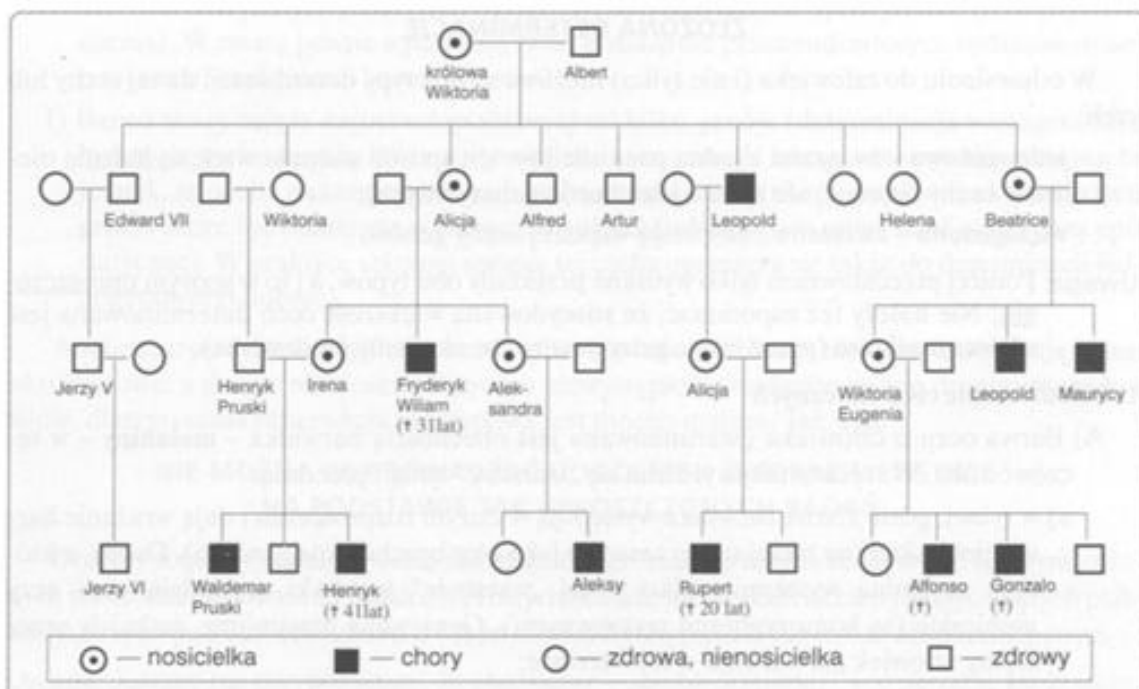 królowa Albert
Wiktoria
Edward VII Wiktoria Alicja Alfred Artur Leopold Helena Beatrice
Jerzy V Henryk Irena Fryderyk Alek- Alicja Wiktoria Leopold Maurycy
Pruski Wiliam sandra Eugenia
(† 31lat)
Jerzy VI Waldemar Henryk Aleksy Rupert Alfonso Gonzalo
Pruski († 41lat) († 20 lat) (†) (†)
— nosicielka — chory — zdrowa, nienosicielka — zdrowy